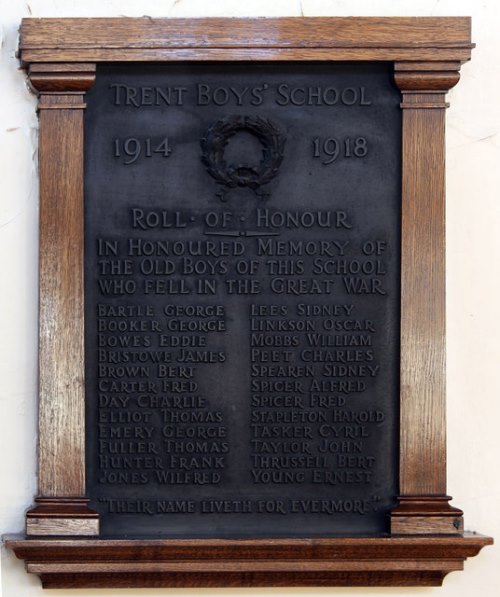 TRENT BOYS' SCHOOL
1914 1918
ROLL · OF · HONOUR
IN HONOURED MEMORY OF
THE OLD BOYS OF THIS SCHOOL
WHO FELL IN THE GREAT WAR
BARTLE GEORGE
BOOKER GEORGE
BOWES EDDIE
BRISTOWE JAMES
BROWN BERT
CARTER FRED
DAY CHARLIE
ELLIOT THOMAS
EMERY GEORGE
FULLER THOMAS
HUNTER FRANK
JONES WILFRED
LEES SIDNEY
LINKSON OSCAR
MOBBS WILLIAM
PEET CHARLES
SPEAREN SIDNEY
SPICER ALFRED
SPICER FRED
STAPLETON HAROLD
TASKER CYRIL
TAYLOR JOHN
THRUSSELL BERT
YOUNG ERNEST
"THEIR NAME LIVETH FOR EVERMORE."